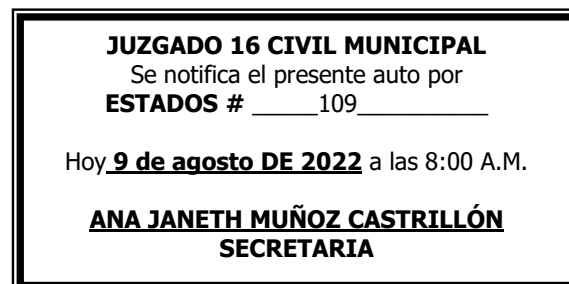 JUZGADO 16 CIVIL MUNICIPAL
Se notifica el presente auto por
ESTADOS # _____109__________
Hoy 9 de agosto DE 2022 a las 8:00 A.M.
ANA JANETH MUÑOZ CASTRILLÓN
SECRETARIA